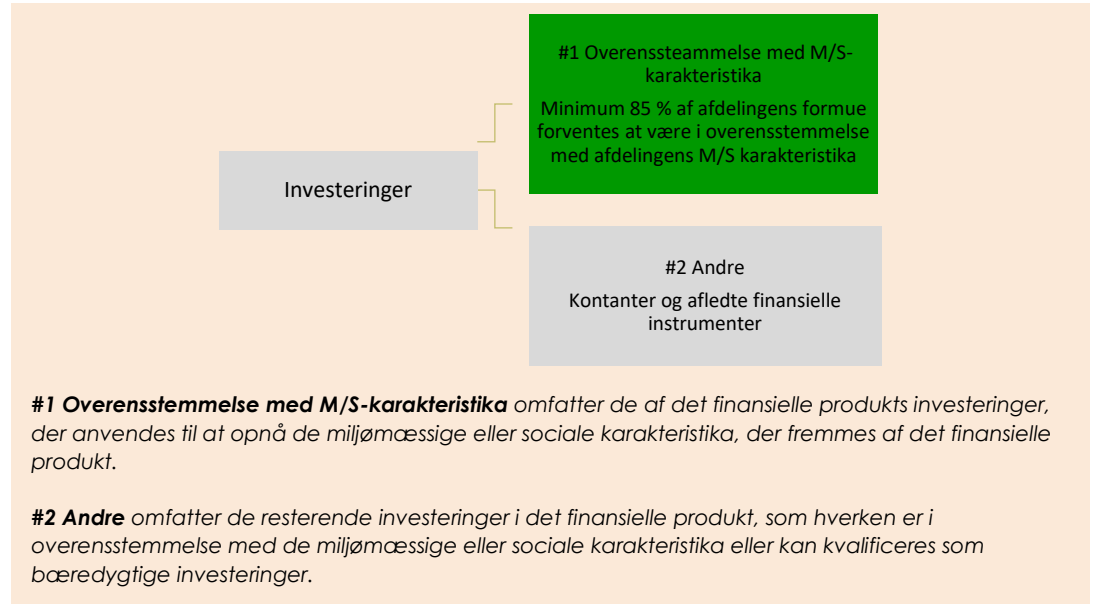 #1 Overenssteammelse med M/S-
karakteristika
Minimum 85 % af afdelingens formue
forventes at være i overensstemmelse
med afdelingens M/S karakteristika
Investeringer
#2 Andre
Kontanter og afledte finansielle
instrumenter
#1 Overensstemmelse med M/S-karakteristika omfatter de af det finansielle produkts investeringer,
der anvendes til at opnå de miljømæssige eller sociale karakteristika, der fremmes af det finansielle
produkt.
#2 Andre omfatter de resterende investeringer i det finansielle produkt, som hverken er i
overensstemmelse med de miljømæssige eller sociale karakteristika eller kan kvalificeres som
bæredygtige investeringer.